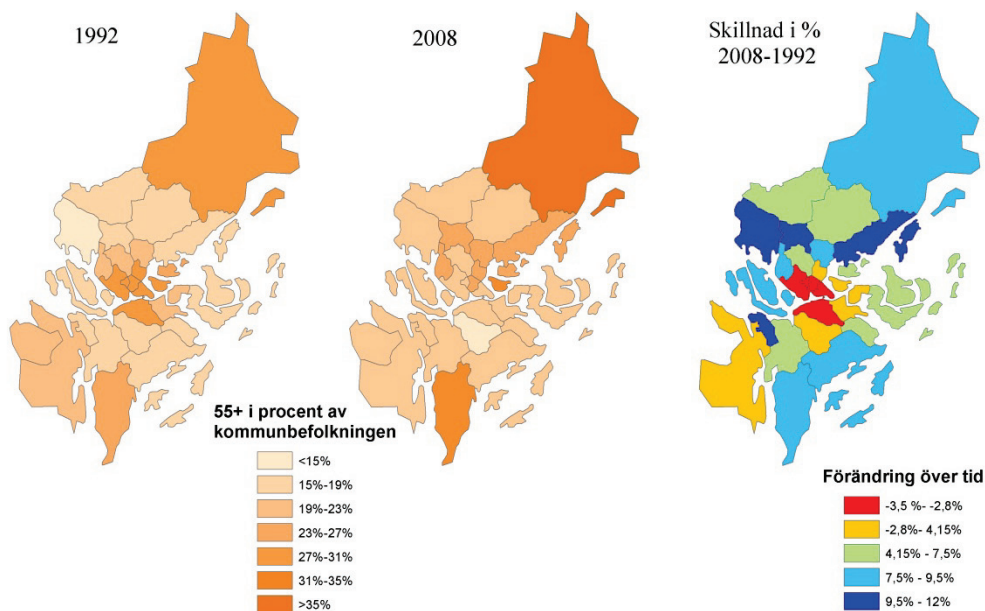 1992
2008
Skillnad i %
2008-1992
55+ i procent av
kommunbefolkningen
<15%
15%-19%
19%-23%
23%-27%
27%-31%
31%-35%
>35%
Förändring över tid
-3,5 %- -2,8%
-2,8%- 4,15%
4,15% - 7,5%
7,5% - 9,5%
9,5% - 12%